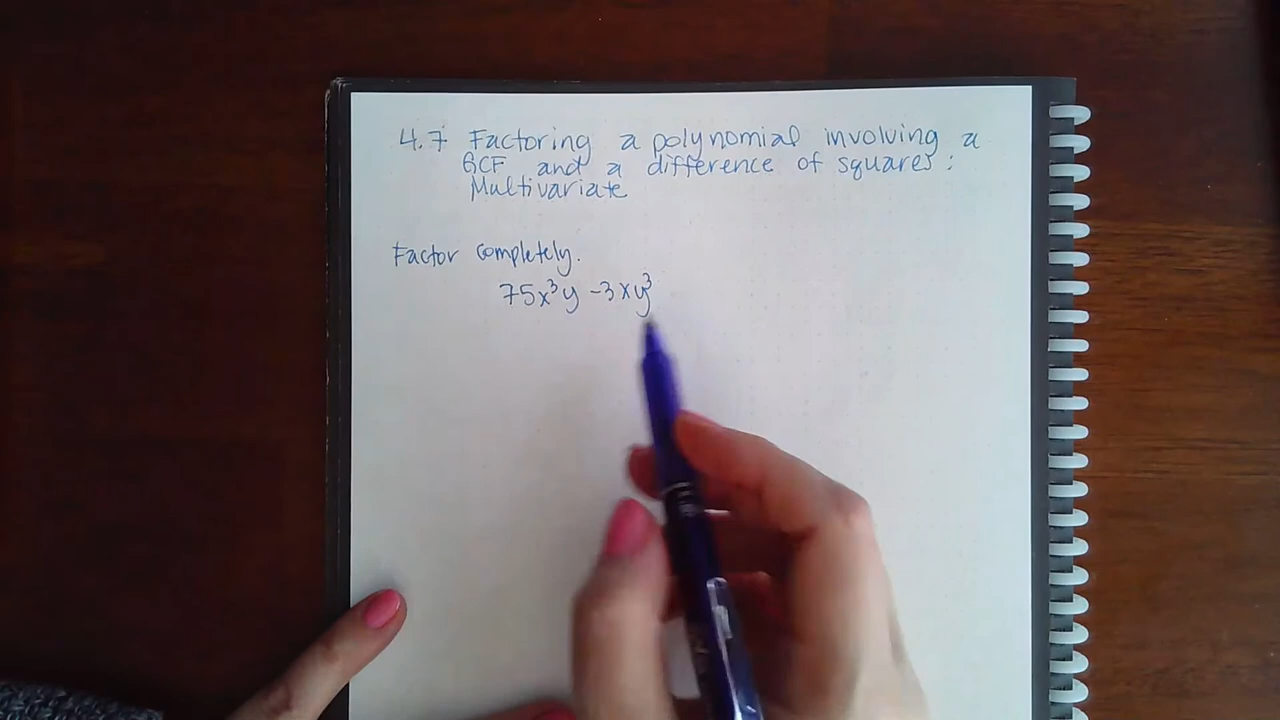 4.7 Factoring a polynomial involving a
GCF and a difference of squares:
Multivariate
Factor completely.
75x³y -3xy³